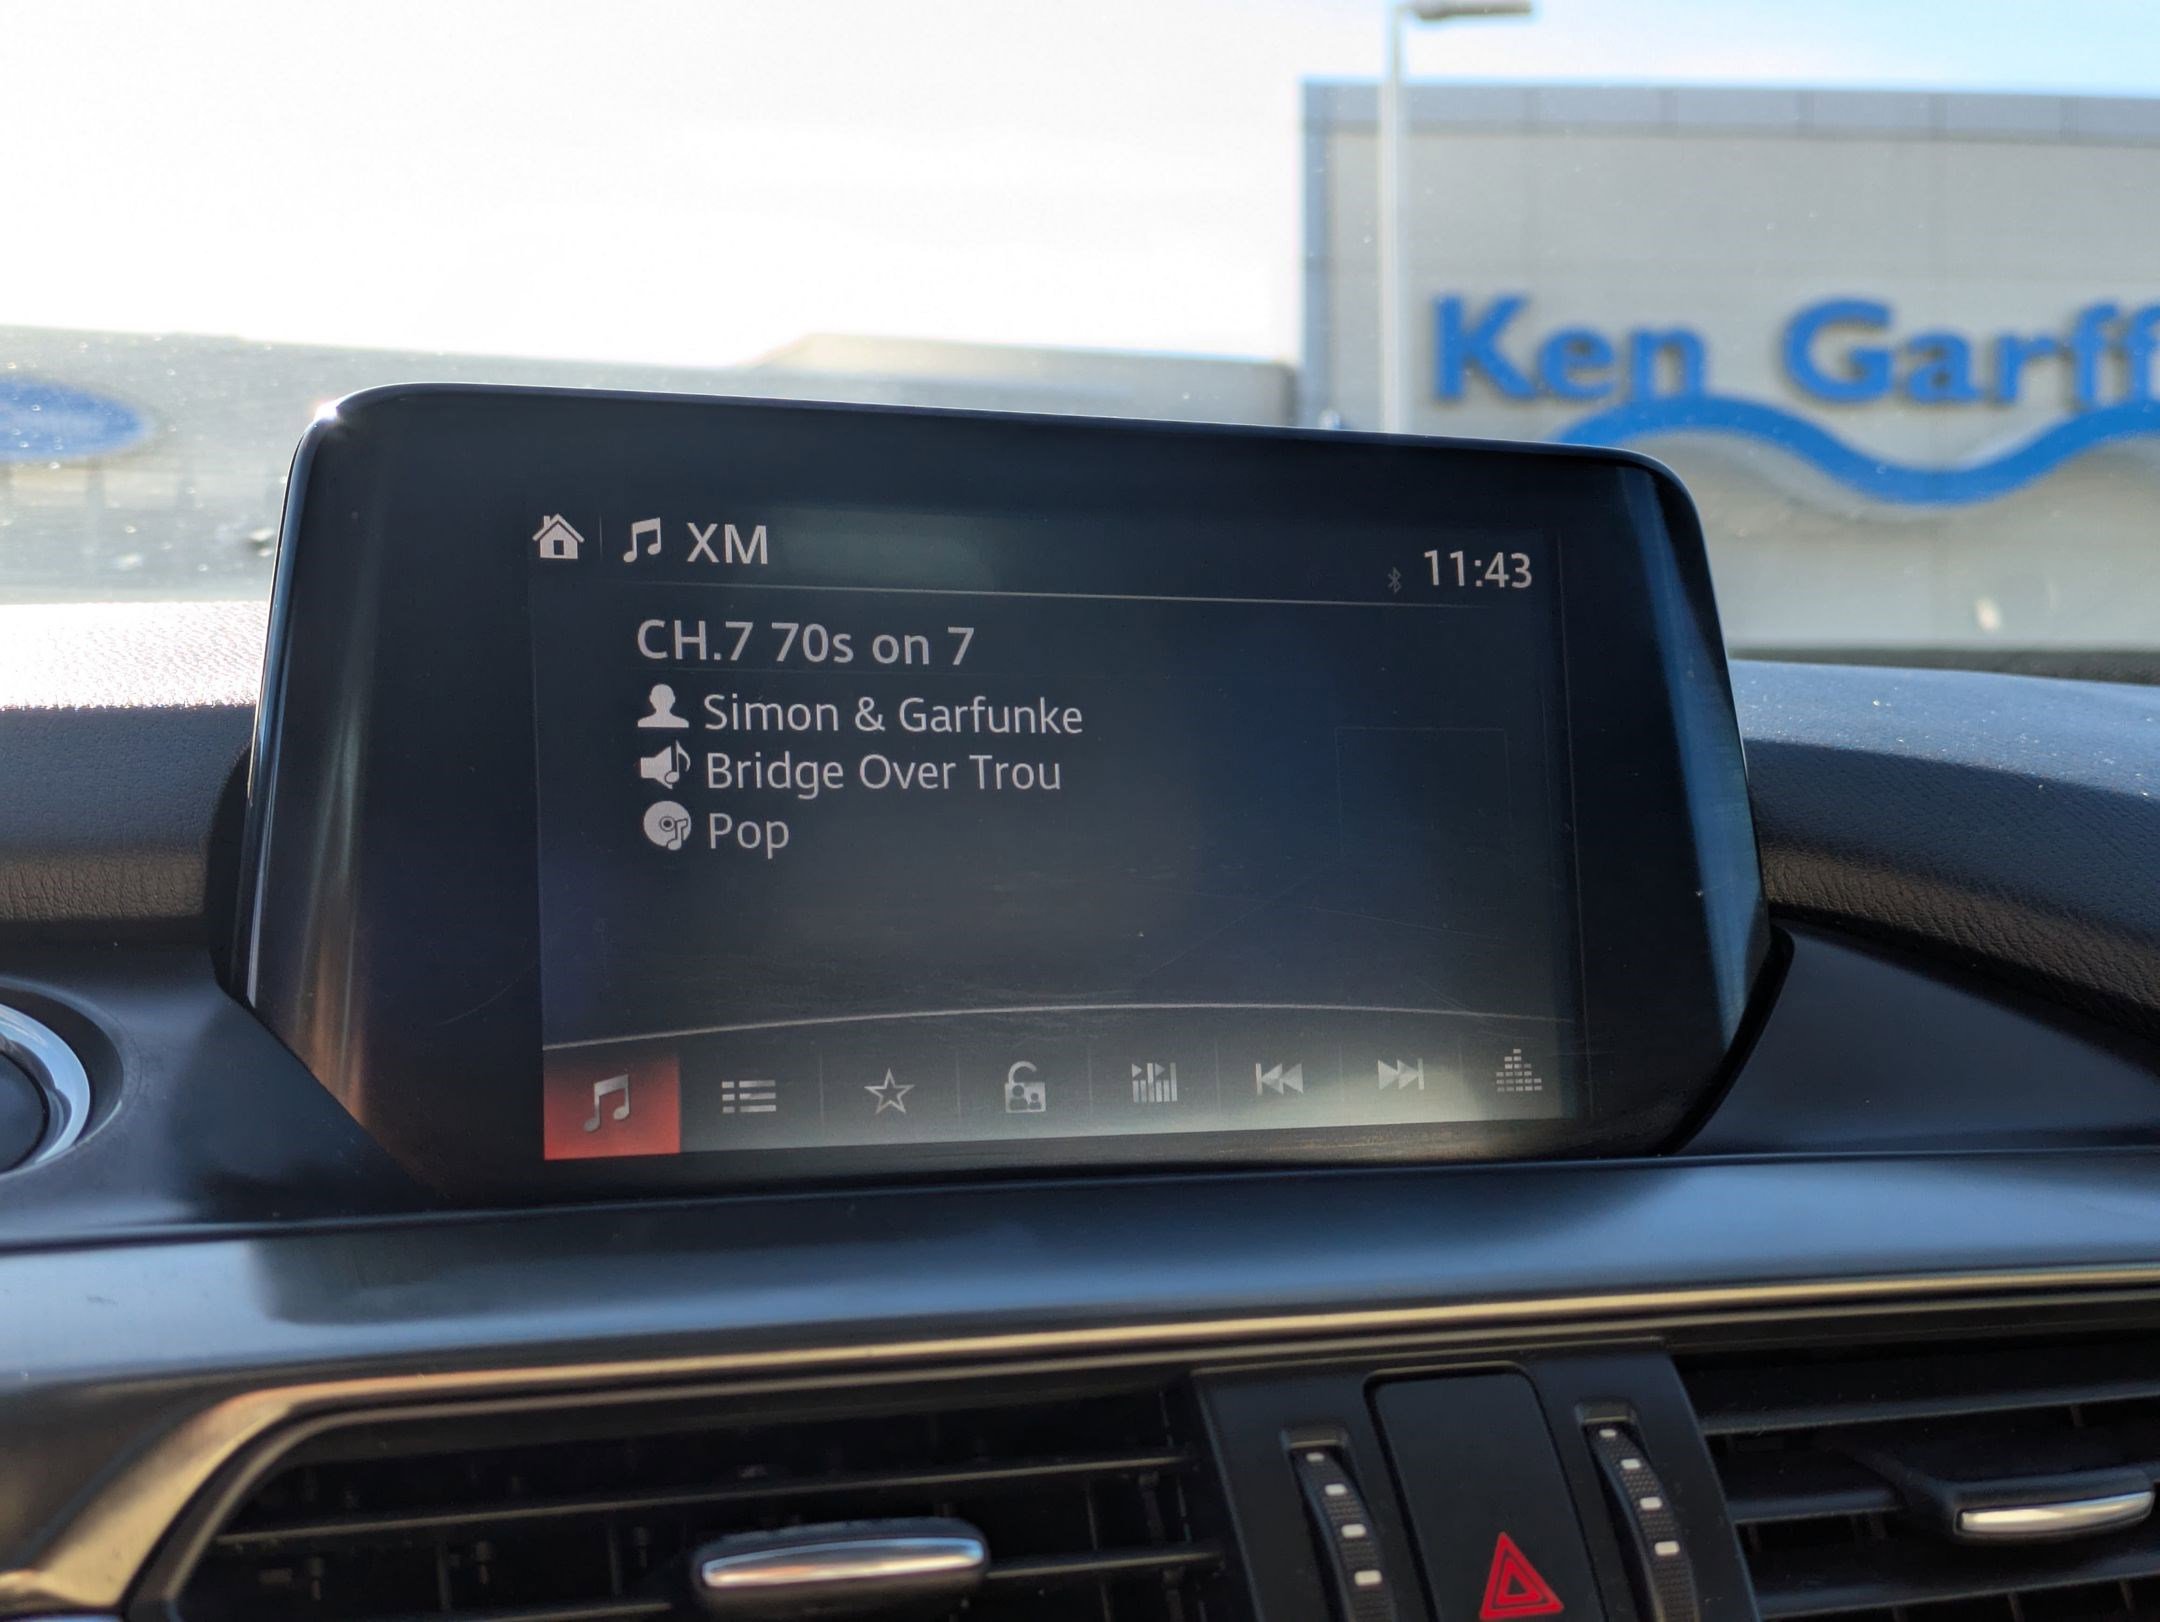 Ken Garff
XM
11:43
CH.7 70s on 7
Simon & Garfunke
Bridge Over Trou
Pop